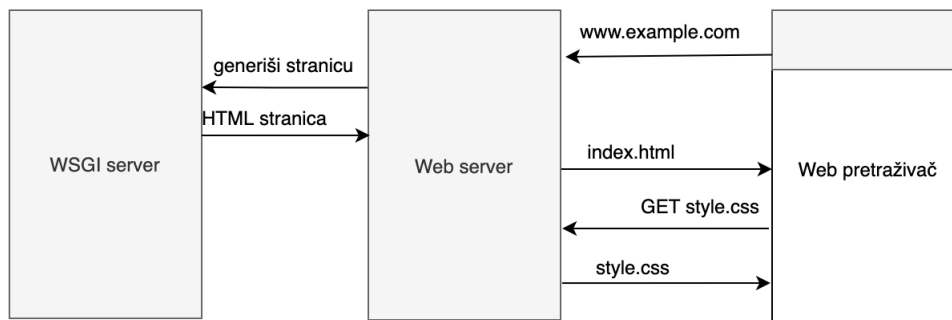 www.example.com
generiši stranicu
HTML stranica
WSGI server
Web server
index.html
Web pretraživač
GET style.css
style.css